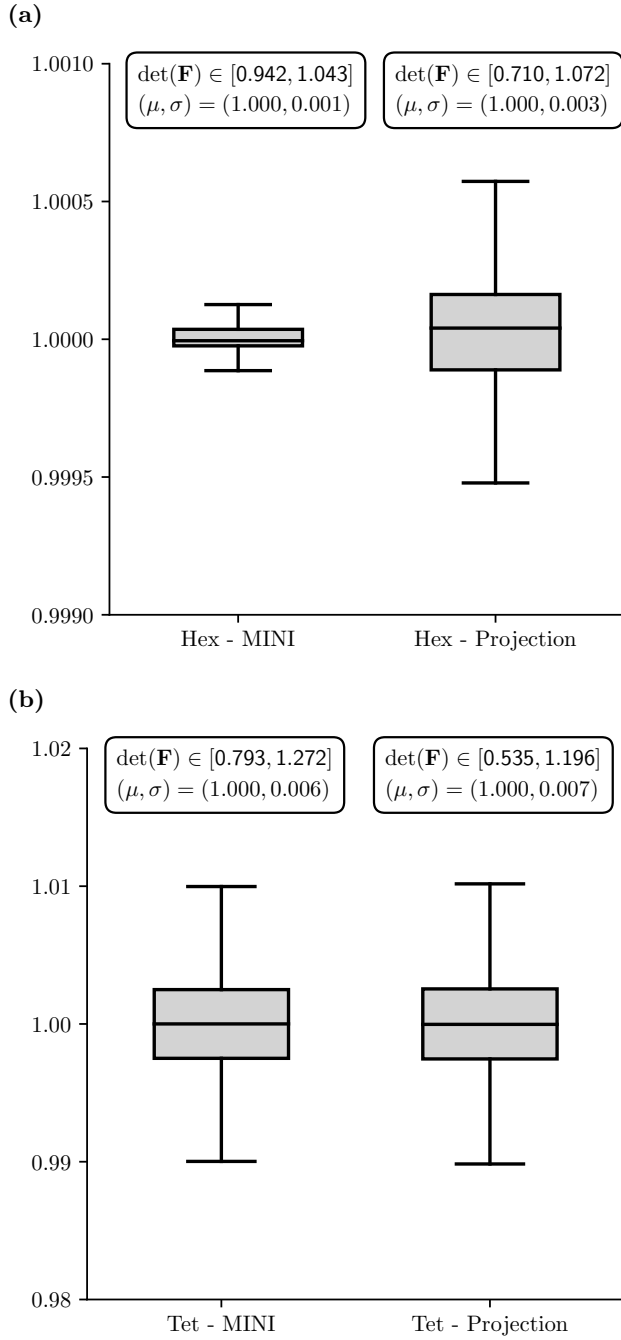 (a)
1.0010
1.0005
1.0000
0.9995
0.9990
det(F) ∈ [0.942, 1.043]
(μ, σ) = (1.000, 0.001)
det(F) ∈ [0.710, 1.072]
(μ, σ) = (1.000, 0.003)
Hex - MINI
Hex - Projection
(b)
1.02
1.01
1.00
0.99
0.98
det(F) ∈ [0.793, 1.272]
(μ, σ) = (1.000, 0.006)
det(F) ∈ [0.535, 1.196]
(μ, σ) = (1.000, 0.007)
Tet - MINI
Tet - Projection